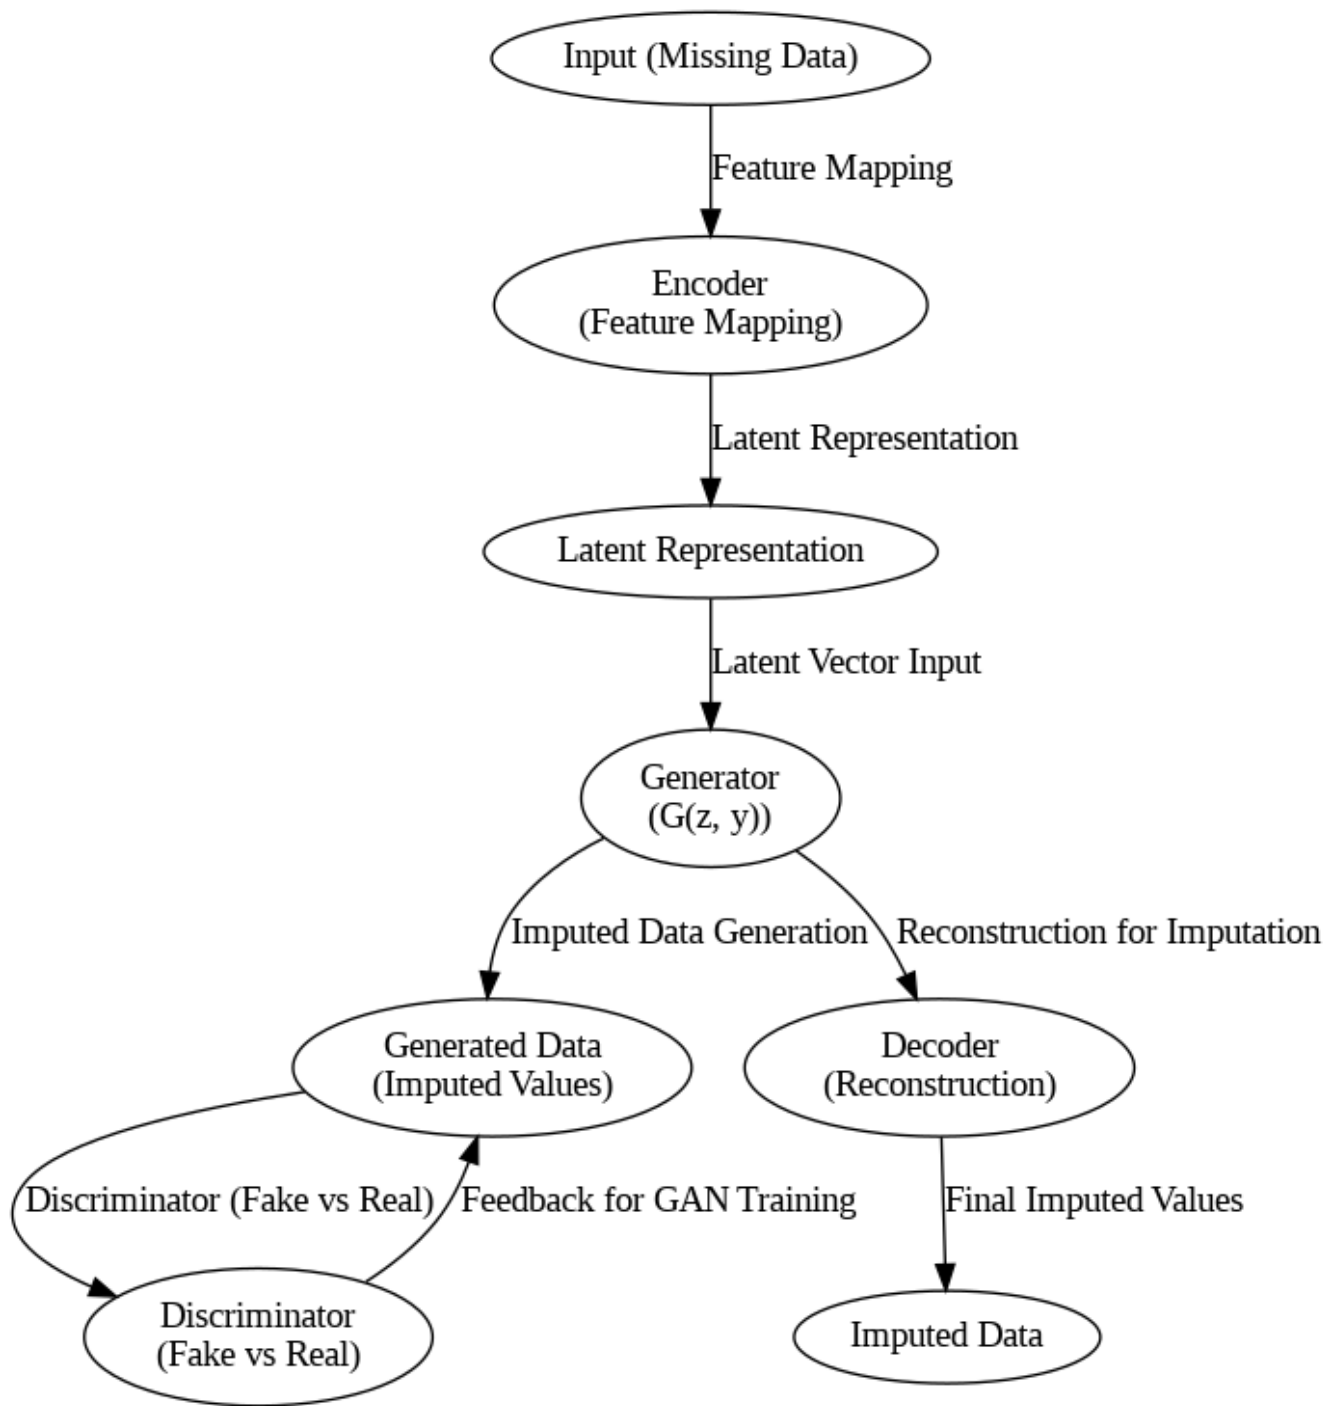 Input (Missing Data)
Feature Mapping
Encoder
(Feature Mapping)
Latent Representation
Latent Representation
Latent Vector Input
Generator
(G(z, y))
Imputed Data Generation
Reconstruction for Imputation
Generated Data
(Imputed Values)
Decoder
(Reconstruction)
Discriminator (Fake vs Real)
Feedback for GAN Training
Final Imputed Values
Discriminator
(Fake vs Real)
Imputed Data